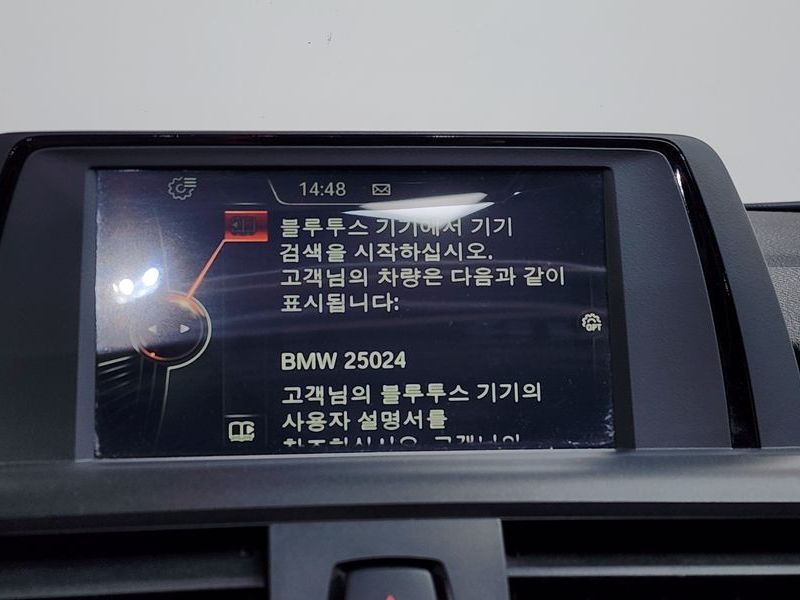 14:48
블루투스 기기에서 기기
검색을 시작하십시오.
고객님의 차량은 다음과 같이
표시됩니다:
OPT
BMW 25024
고객님의 블루투스 기기의
사용자 설명서를